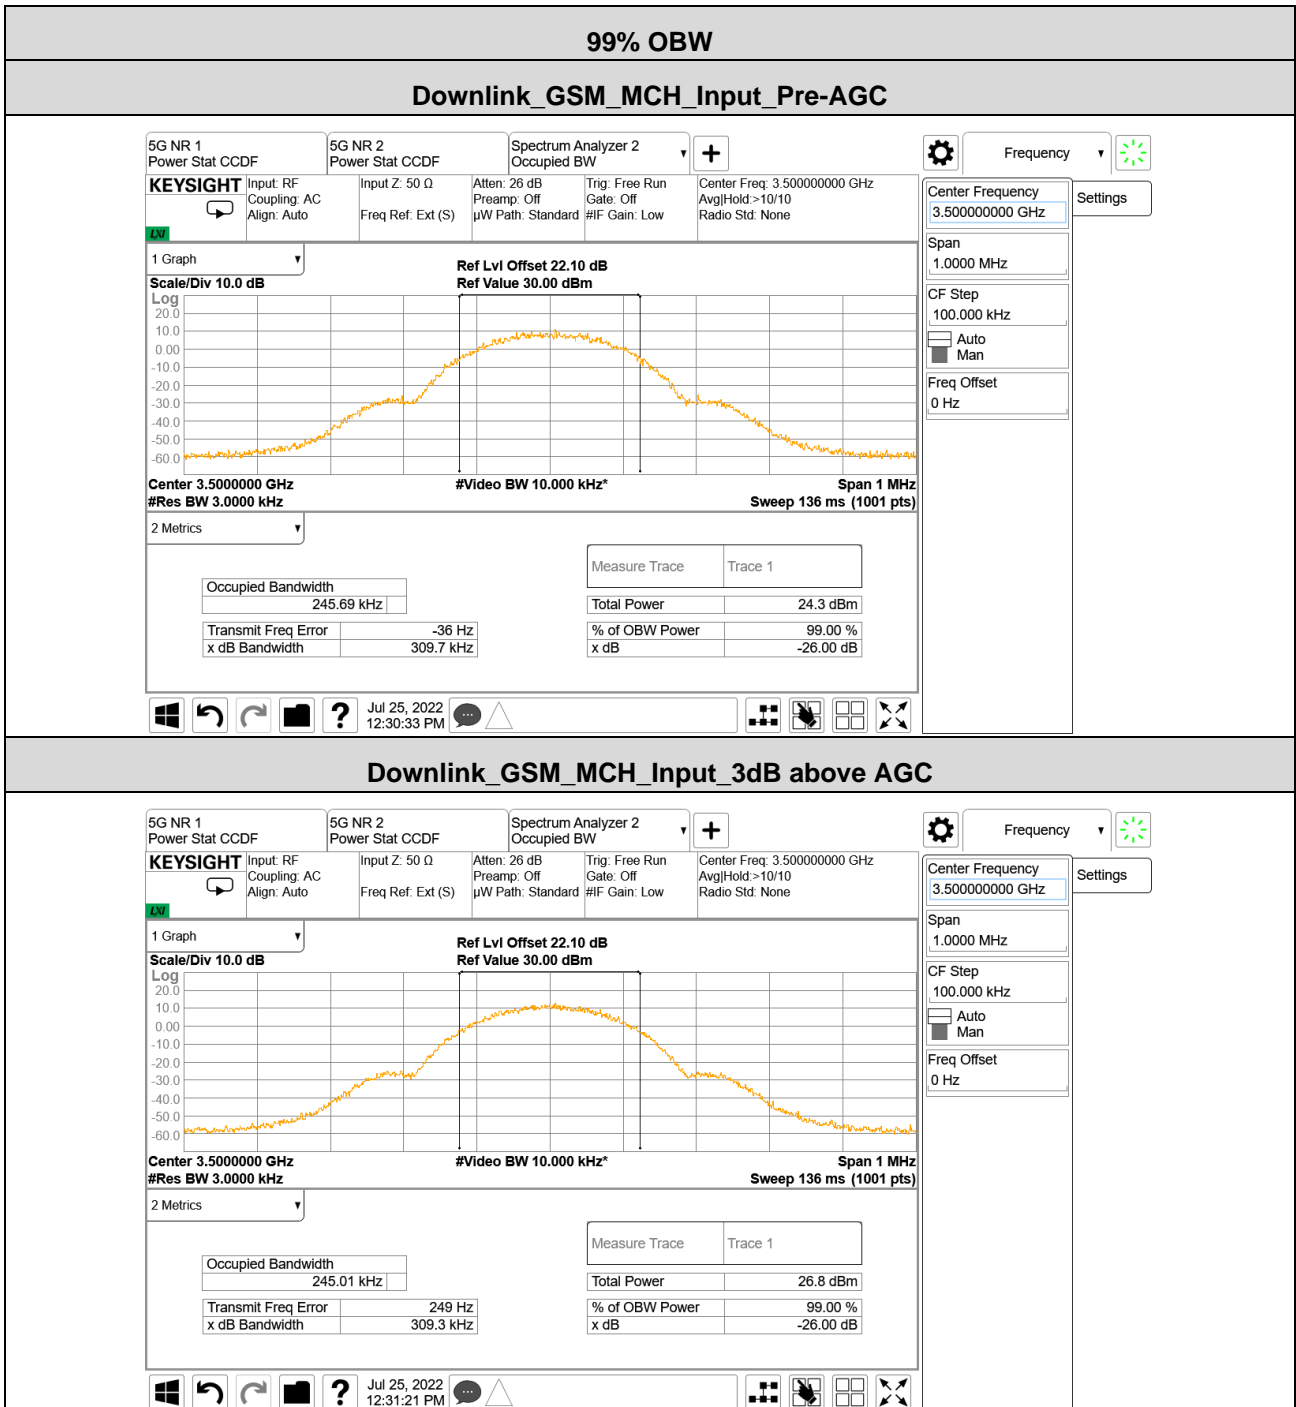 99% OBW
Downlink_GSM_MCH_Input_Pre-AGC
5G NR 1
Power Stat CCDF
5G NR 2
Power Stat CCDF
Spectrum Analyzer 2
Occupied BW
Frequency
KEYSIGHT
LXI
Input: RF
Coupling: AC
Align: Auto
Input Z: 50 Ω
Freq Ref: Ext (S)
Atten: 26 dB
Preamp: Off
µW Path: Standard
Trig: Free Run
Gate: Off
#IF Gain: Low
Center Freq: 3.500000000 GHz
Avg|Hold:>10/10
Radio Std: None
Center Frequency
3.500000000 GHz
Settings
Span
1.0000 MHz
CF Step
100.000 kHz
Auto
Man
Freq Offset
0 Hz
1 Graph
Scale/Div 10.0 dB
Ref Lvl Offset 22.10 dB
Ref Value 30.00 dBm
Log
20.0
10.0
0.00
-10.0
-20.0
-30.0
-40.0
-50.0
-60.0
Center 3.5000000 GHz
#Res BW 3.0000 kHz
#Video BW 10.000 kHz*
Span 1 MHz
Sweep 136 ms (1001 pts)
2 Metrics
Measure Trace Trace 1
Occupied Bandwidth
245.69 kHz
Total Power 24.3 dBm
Transmit Freq Error -36 Hz
x dB Bandwidth 309.7 kHz
% of OBW Power 99.00 %
x dB -26.00 dB
?
Jul 25, 2022
12:30:33 PM
Downlink_GSM_MCH_Input_3dB above AGC
5G NR 1
Power Stat CCDF
5G NR 2
Power Stat CCDF
Spectrum Analyzer 2
Occupied BW
Frequency
KEYSIGHT
LXI
Input: RF
Coupling: AC
Align: Auto
Input Z: 50 Ω
Freq Ref: Ext (S)
Atten: 26 dB
Preamp: Off
µW Path: Standard
Trig: Free Run
Gate: Off
#IF Gain: Low
Center Freq: 3.500000000 GHz
Avg|Hold:>10/10
Radio Std: None
Center Frequency
3.500000000 GHz
Settings
Span
1.0000 MHz
CF Step
100.000 kHz
Auto
Man
Freq Offset
0 Hz
1 Graph
Scale/Div 10.0 dB
Ref Lvl Offset 22.10 dB
Ref Value 30.00 dBm
Log
20.0
10.0
0.00
-10.0
-20.0
-30.0
-40.0
-50.0
-60.0
Center 3.5000000 GHz
#Res BW 3.0000 kHz
#Video BW 10.000 kHz*
Span 1 MHz
Sweep 136 ms (1001 pts)
2 Metrics
Measure Trace Trace 1
Occupied Bandwidth
245.01 kHz
Total Power 26.8 dBm
Transmit Freq Error 249 Hz
x dB Bandwidth 309.3 kHz
% of OBW Power 99.00 %
x dB -26.00 dB
?
Jul 25, 2022
12:31:21 PM